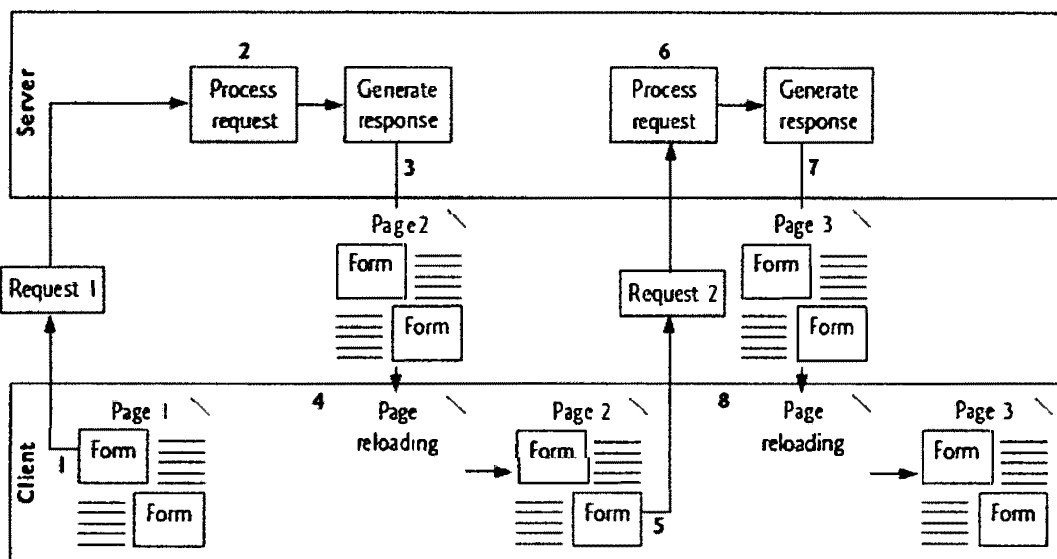 Server
2
Process
request
Generate
response
3
6
Process
request
Generate
response
7
Request 1
Page 2
Form
Form
Request 2
Page 3
Form
Form
Client
Page 1
1
Form
Form
4
Page
reloading
Page 2
Form
Form
5
8
Page
reloading
Page 3
Form
Form